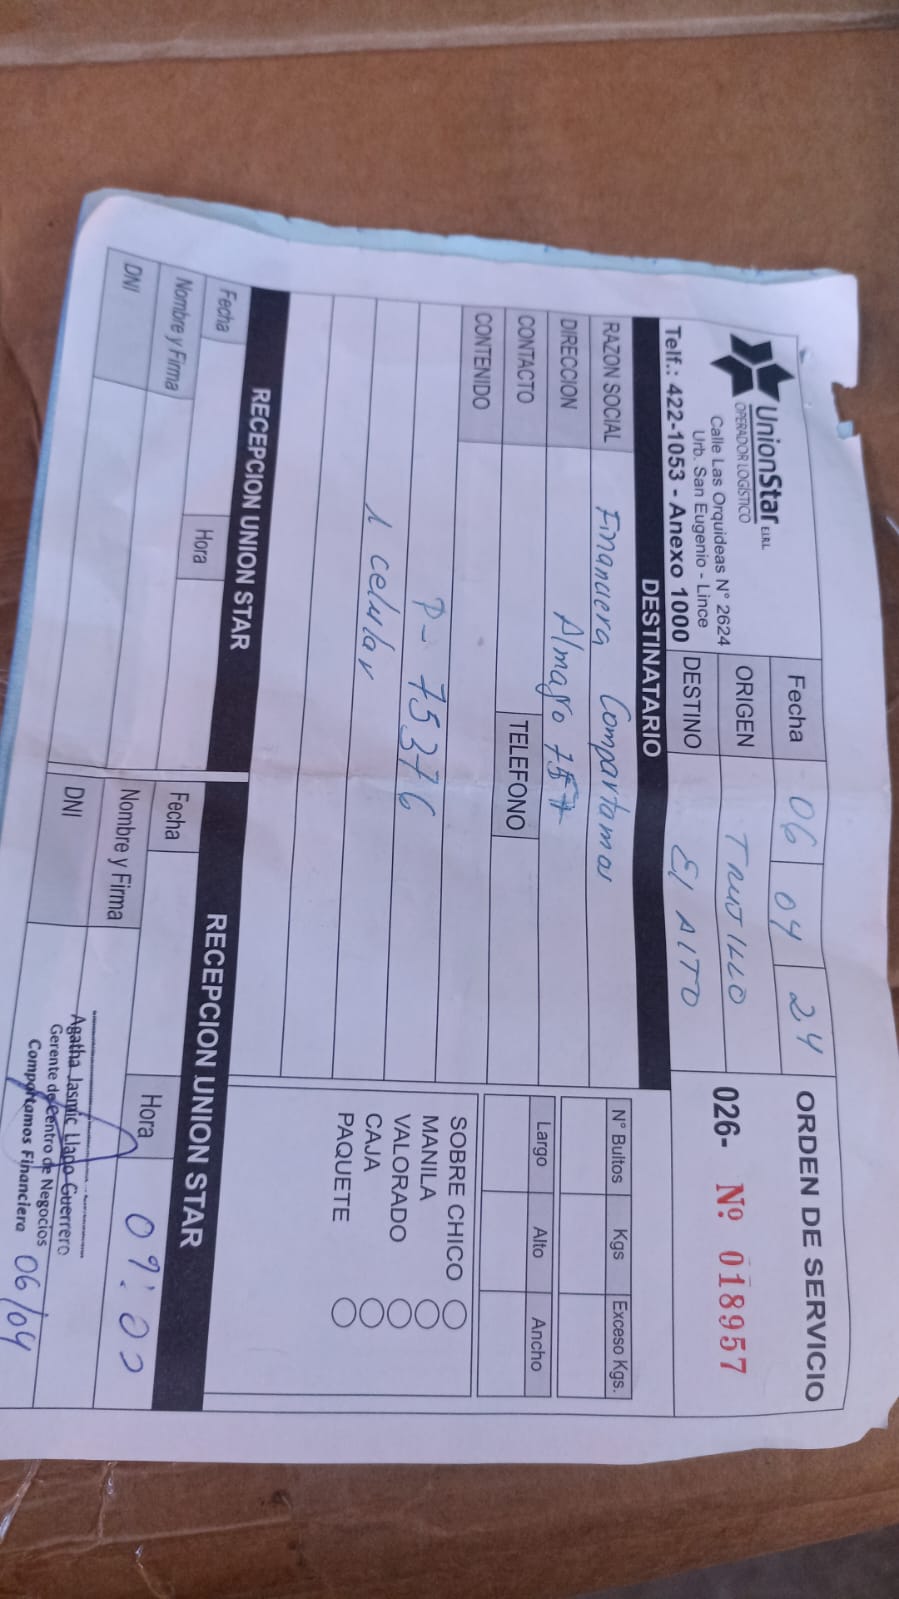 UnionStar E.I.R.L
OPERADOR LOGÍSTICO
Calle Las Orquideas N° 2624
Urb. San Eugenio - Lince
Telf.: 422-1053 - Anexo 1000
Fecha 06 04 24
ORIGEN TRUJILLO
DESTINO El AlTO
ORDEN DE SERVICIO
026- Nº 018957
DESTINATARIO
RAZON SOCIAL Financiera Compartamos
DIRECCION Almagro
CONTACTO TELEFONO
CONTENIDO
P- 75376
1 celular
N° Bultos Kgs Exceso Kgs.
Largo Alto Ancho
SOBRE CHICO
MANILA
VALORADO
CAJA
PAQUETE
RECEPCION UNION STAR
Fecha Hora
Nombre y Firma
DNI
RECEPCION UNION STAR
Fecha Hora 09:00
Nombre y Firma
DNI
Agatha Jasmic Llapo Guerrero
Gerente de Centro de Negocios
Compartamos Financiera 06/04